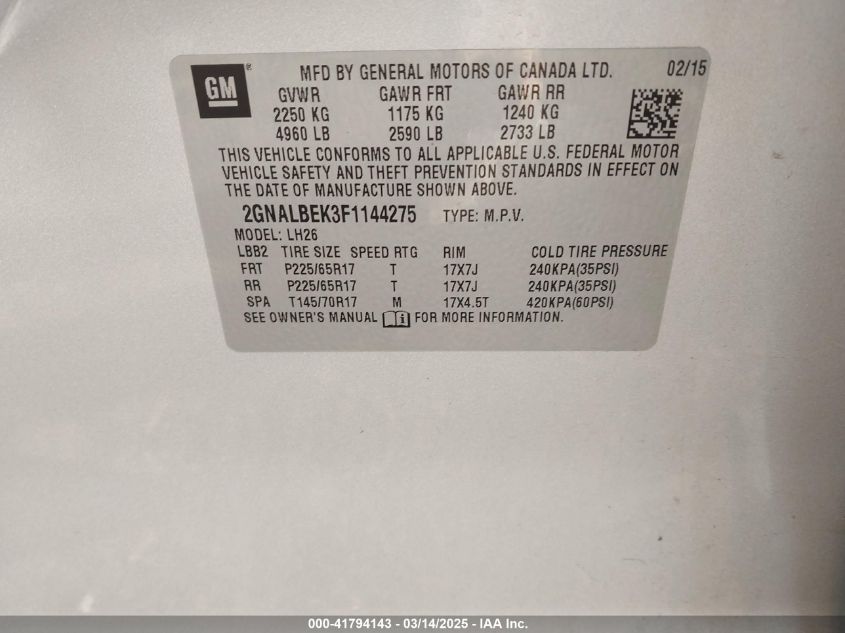 GM® MFD BY GENERAL MOTORS OF CANADA LTD. 02/15
GVWR GAWR FRT GAWR RR
2250 KG 1175 KG 1240 KG
4960 LB 2590 LB 2733 LB
THIS VEHICLE CONFORMS TO ALL APPLICABLE U.S. FEDERAL MOTOR
VEHICLE SAFETY AND THEFT PREVENTION STANDARDS IN EFFECT ON
THE DATE OF MANUFACTURE SHOWN ABOVE.
2GNALBEK3F1144275 TYPE: M.P.V.
MODEL: LH26
LBB2 TIRE SIZE SPEED RTG RIM COLD TIRE PRESSURE
FRT P225/65R17 T 17X7J 240KPA(35PSI)
RR P225/65R17 T 17X7J 240KPA(35PSI)
SPA T145/70R17 M 17X4.5T 420KPA(60PSI)
SEE OWNER'S MANUAL FOR MORE INFORMATION.
000-41794143 - 03/14/2025 - IAA Inc.